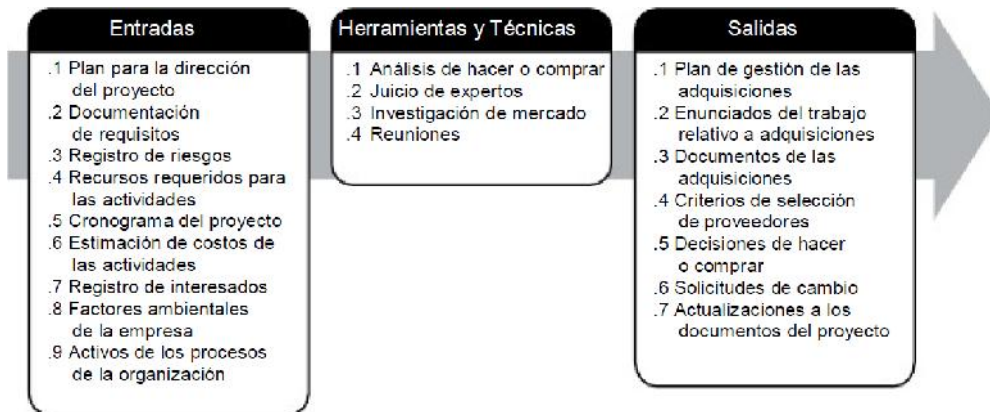 Entradas
.1 Plan para la dirección
del proyecto
.2 Documentación
de requisitos
.3 Registro de riesgos
.4 Recursos requeridos para
las actividades
.5 Cronograma del proyecto
.6 Estimación de costos de
las actividades
.7 Registro de interesados
.8 Factores ambientales
de la empresa
.9 Activos de los procesos
de la organización
Herramientas y Técnicas
.1 Análisis de hacer o comprar
.2 Juicio de expertos
.3 Investigación de mercado
.4 Reuniones
Salidas
.1 Plan de gestión de las
adquisiciones
.2 Enunciados del trabajo
relativo a adquisiciones
.3 Documentos de las
adquisiciones
.4 Criterios de selección
de proveedores
.5 Decisiones de hacer
o comprar
.6 Solicitudes de cambio
.7 Actualizaciones a los
documentos del proyecto